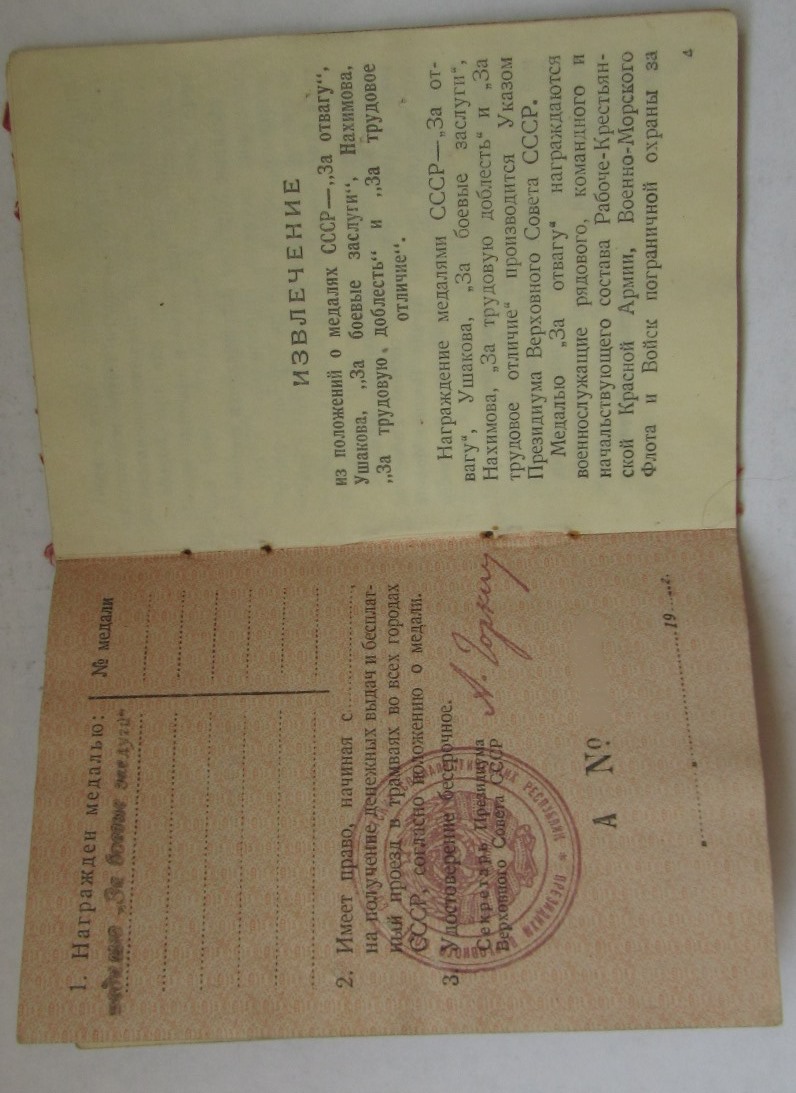 1. Награжден медалью:
медалью „За боевые заслуги“
№ медали
2. Имеет право, начиная с
на получение денежных выдач и бесплат-
ный проезд в трамваях во всех городах
СССР, согласно положению о медали.
3. Удостоверение бессрочное.
Секретарь Президиума
Верховного Совета СССР
А. Горкин
А №
19 г.
ИЗВЛЕЧЕНИЕ
из положений о медалях СССР—„За отвагу“,
Ушакова, „За боевые заслуги“, Нахимова,
„За трудовую доблесть“ и „За трудовое
отличие“.
Награждение медалями СССР—„За от-
вагу“, Ушакова, „За боевые заслуги“,
Нахимова, „За трудовую доблесть“ и „За
трудовое отличие“ производится Указом
Президиума Верховного Совета СССР.
Медалью „За отвагу“ награждаются
военнослужащие рядового, командного и
начальствующего состава Рабоче-Крестьян-
ской Красной Армии, Военно-Морского
Флота и Войск пограничной охраны за
4